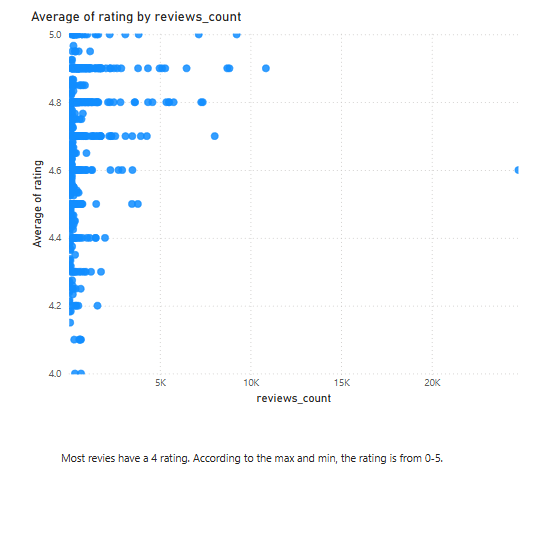 Average of rating by reviews_count
5.0
4.8
4.6
4.4
4.2
4.0
Average of rating
5K 10K 15K 20K
reviews_count
Most revies have a 4 rating. According to the max and min, the rating is from 0-5.